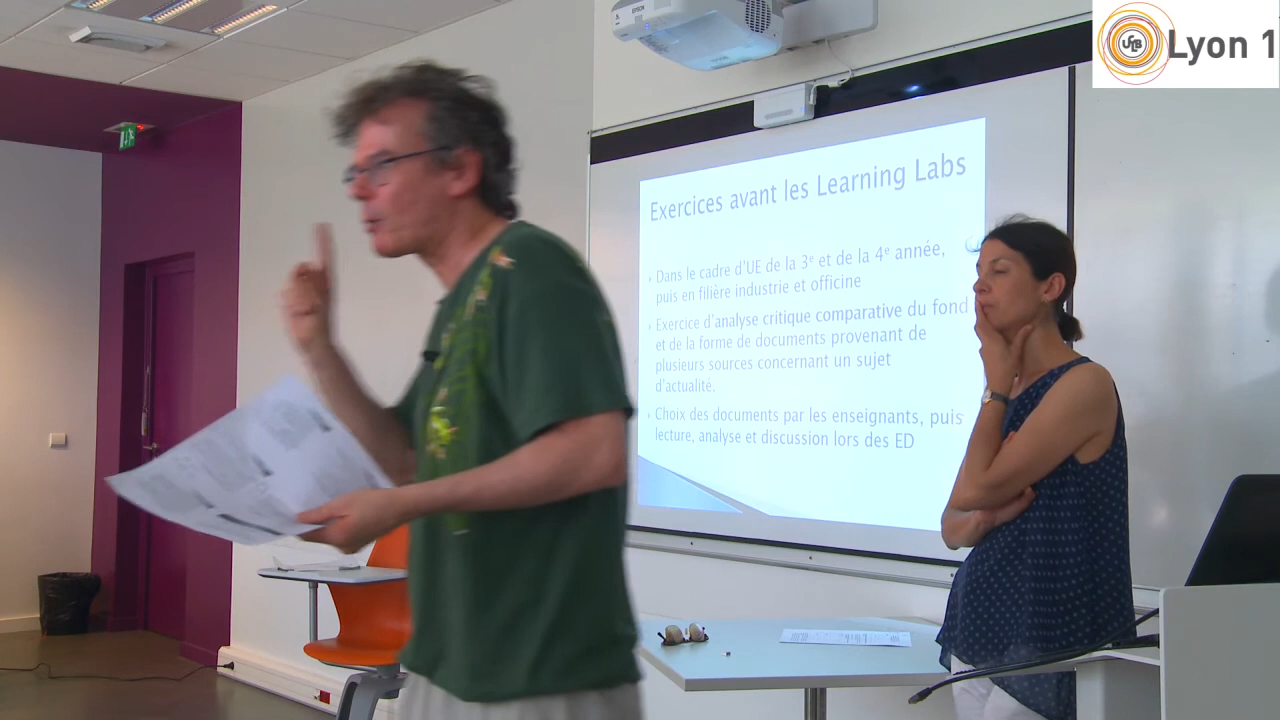 Lyon 1
EPSON
Exercices avant les Learning Labs
Dans le cadre d'UE de la 3e et de la 4e année,
puis en filière industrie et officine
Exercice d'analyse critique comparative du fond
et de la forme de documents provenant de
plusieurs sources concernant un sujet
d'actualité.
Choix des documents par les enseignants, puis
lecture, analyse et discussion lors des ED